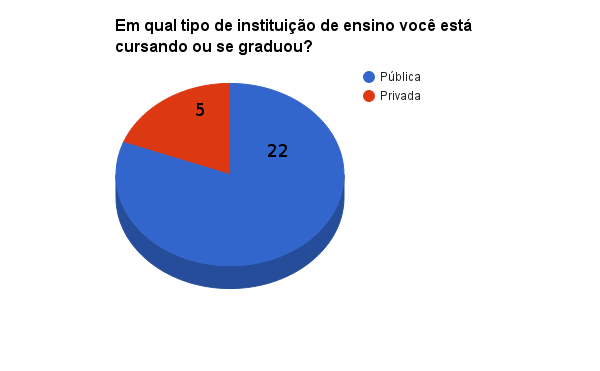 Em qual tipo de instituição de ensino você está
cursando ou se graduou?
Pública
Privada
5
22